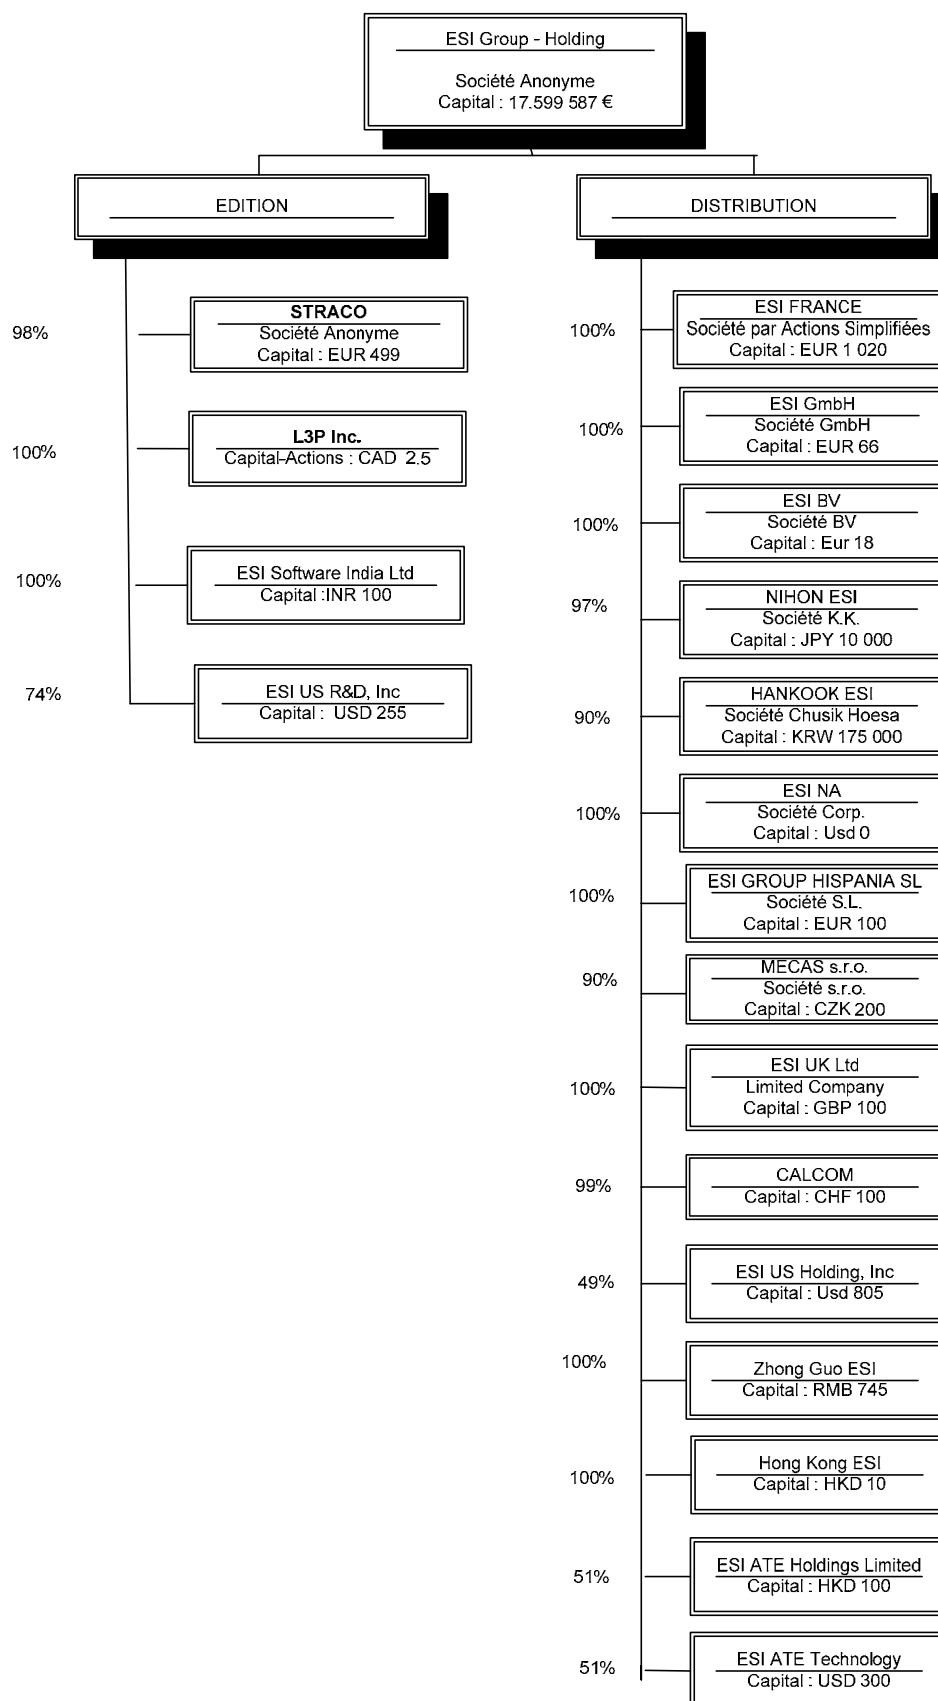 ESI Group - Holding
Société Anonyme
Capital : 17.599 587 €
EDITION
98%
STRACO
Société Anonyme
Capital : EUR 499
100%
L3P Inc.
Capital-Actions : CAD 2.5
100%
ESI Software India Ltd
Capital :INR 100
74%
ESI US R&D, Inc
Capital : USD 255
DISTRIBUTION
100%
ESI FRANCE
Société par Actions Simplifiées
Capital : EUR 1 020
100%
ESI GmbH
Société GmbH
Capital : EUR 66
100%
ESI BV
Société BV
Capital : Eur 18
97%
NIHON ESI
Société K.K.
Capital : JPY 10 000
90%
HANKOOK ESI
Société Chusik Hoesa
Capital : KRW 175 000
100%
ESI NA
Société Corp.
Capital : Usd 0
100%
ESI GROUP HISPANIA SL
Société S.L.
Capital : EUR 100
90%
MECAS s.r.o.
Société s.r.o.
Capital : CZK 200
100%
ESI UK Ltd
Limited Company
Capital : GBP 100
99%
CALCOM
Capital : CHF 100
49%
ESI US Holding, Inc
Capital : Usd 805
100%
Zhong Guo ESI
Capital : RMB 745
100%
Hong Kong ESI
Capital : HKD 10
51%
ESI ATE Holdings Limited
Capital : HKD 100
51%
ESI ATE Technology
Capital : USD 300